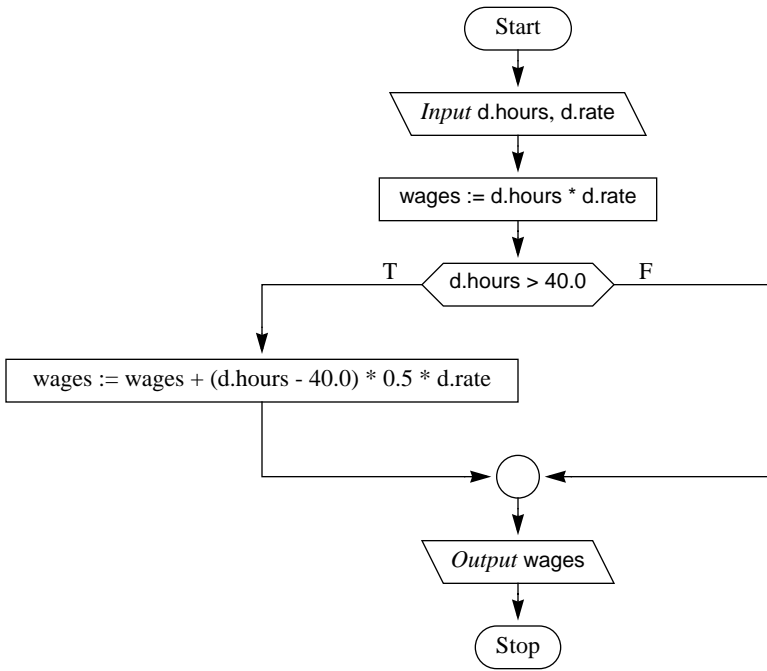 Start
Input d.hours, d.rate
wages := d.hours * d.rate
T
d.hours > 40.0
F
wages := wages + (d.hours - 40.0) * 0.5 * d.rate
Output wages
Stop